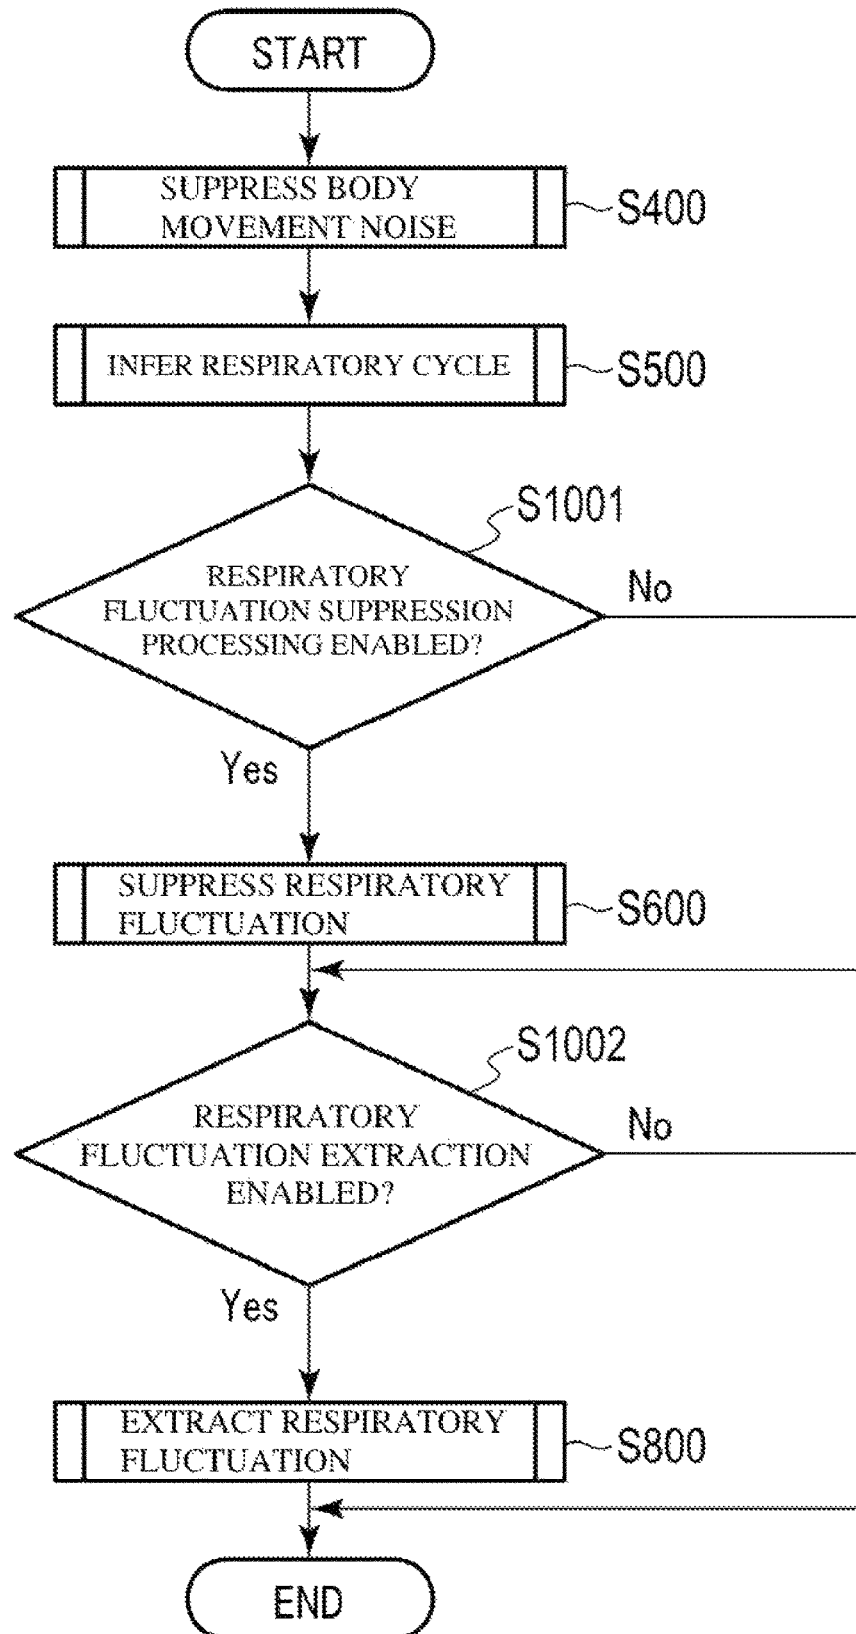 START
SUPPRESS BODY
MOVEMENT NOISE
S400
INFER RESPIRATORY CYCLE
S500
S1001
RESPIRATORY
FLUCTUATION SUPPRESSION
PROCESSING ENABLED?
No
Yes
SUPPRESS RESPIRATORY
FLUCTUATION
S600
S1002
RESPIRATORY
FLUCTUATION EXTRACTION
ENABLED?
No
Yes
EXTRACT RESPIRATORY
FLUCTUATION
S800
END